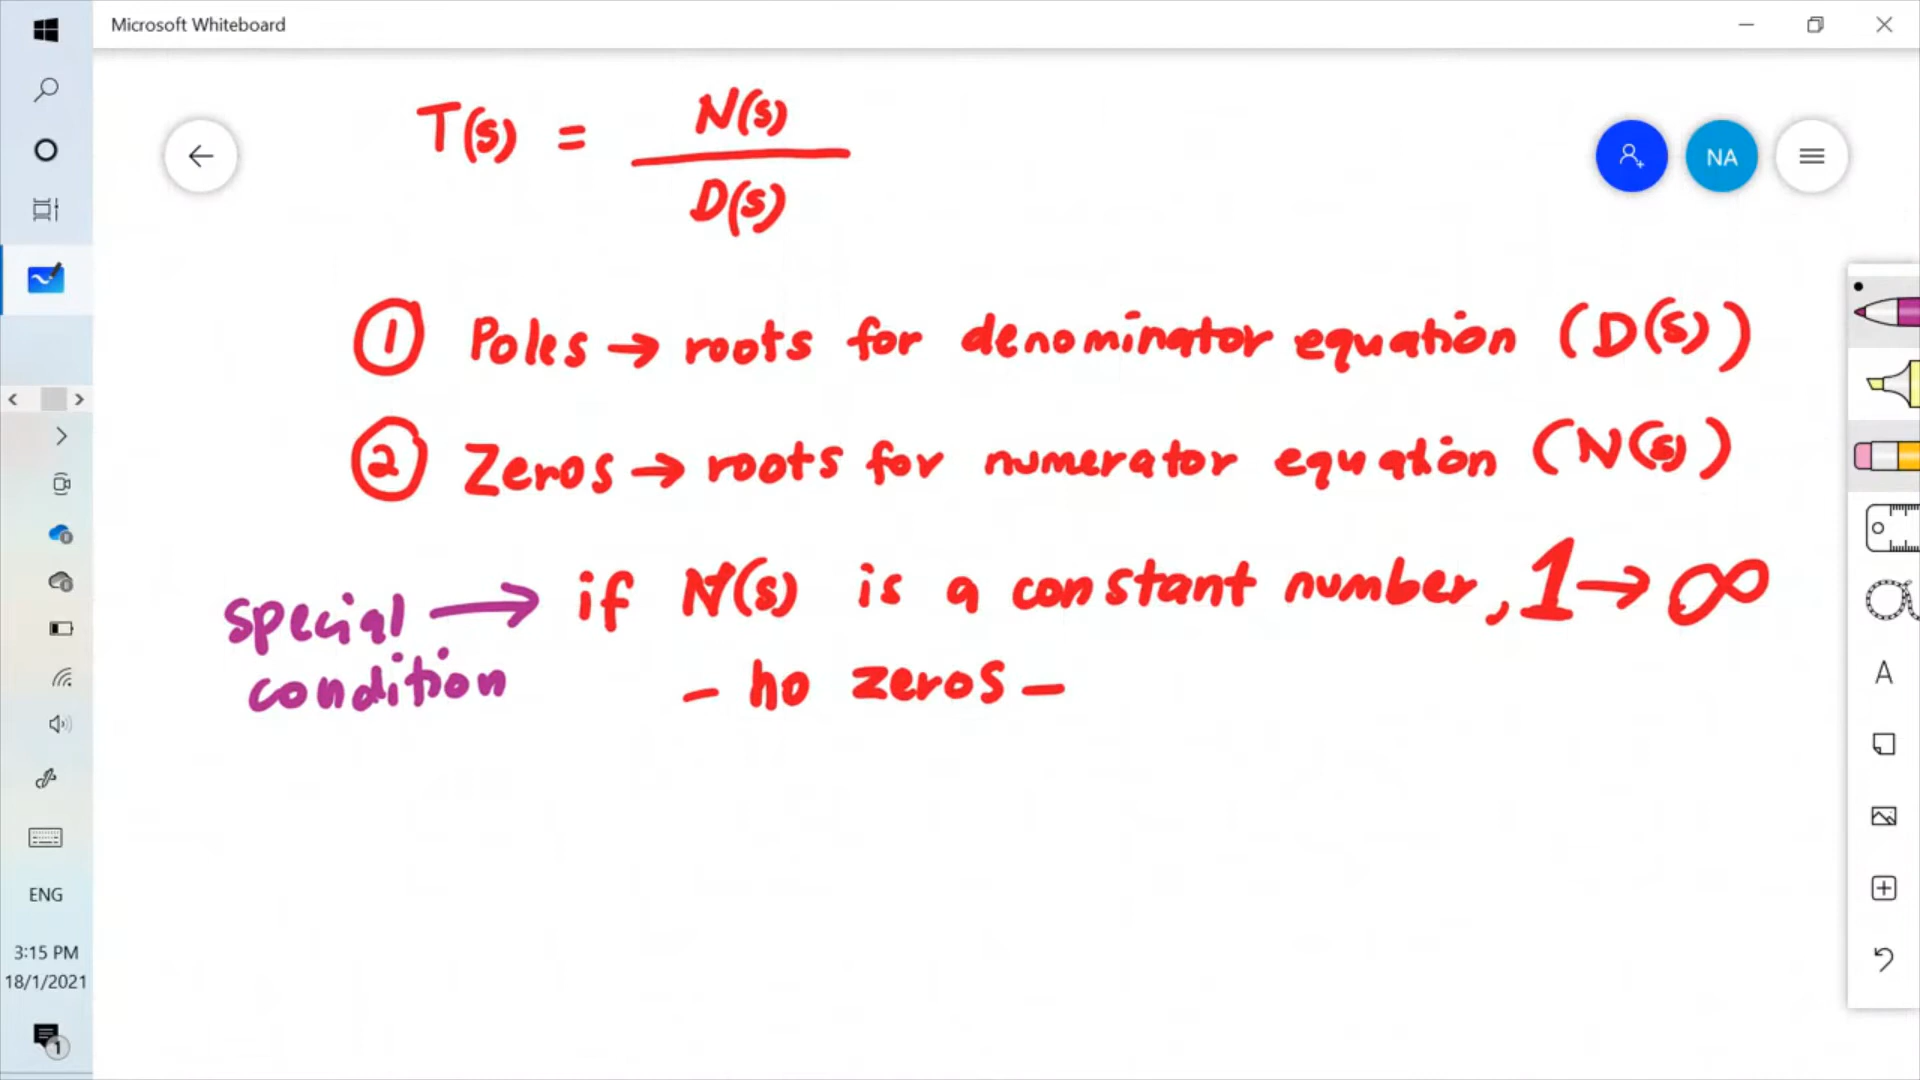 Microsoft Whiteboard
T(s) = N(s)
D(s)
NA
① Poles → roots for denominator equation (D(s))
② Zeros → roots for numerator equation (N(s))
special → if N(s) is a constant number, 1 → ∞
condition - no zeros -
A
ENG
3:15 PM
18/1/2021
1